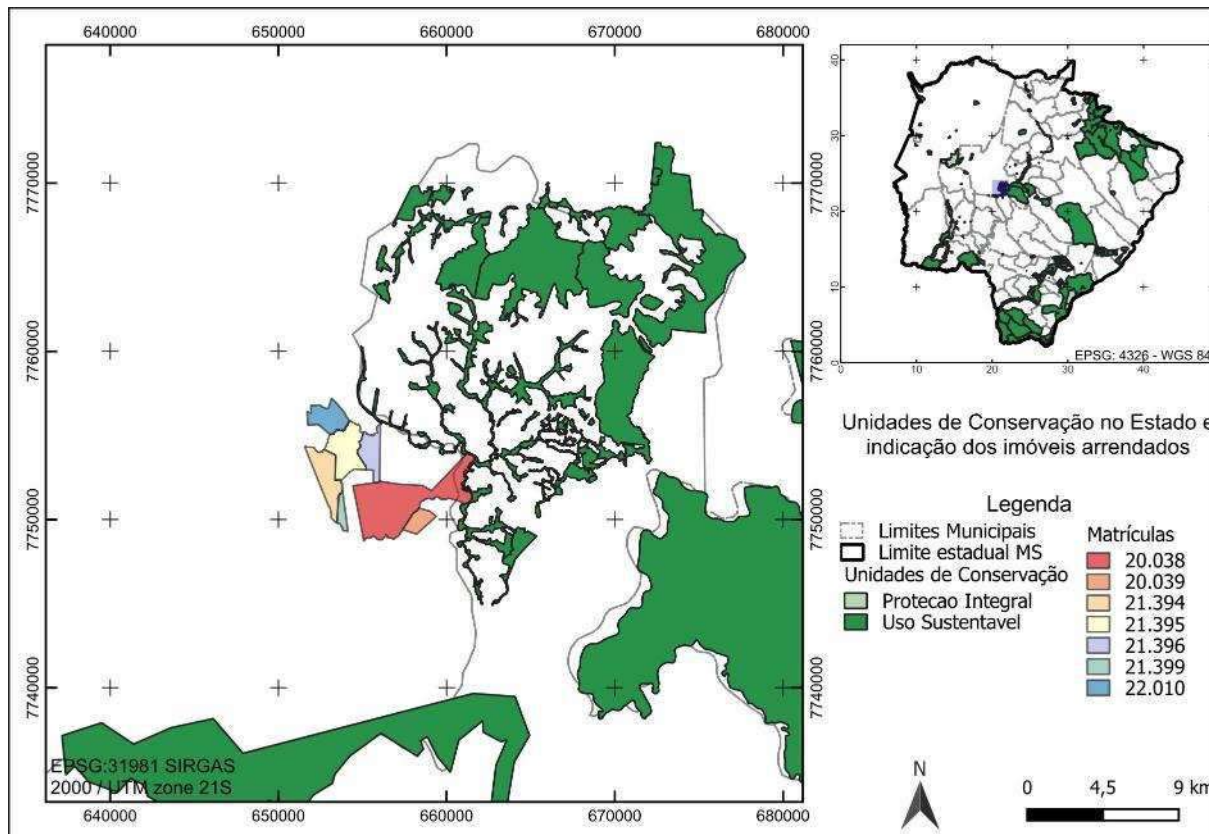 640000 650000 660000 670000 680000
7770000
7760000
7750000
7740000
7770000
7760000
7750000
7740000
EPSG:31981 SIRGAS
2000 / UTM zone 21S
640000 650000 660000 670000 680000
40
30
20
10
0
0 10 20 30 40
EPSG: 4326 - WGS 84
Unidades de Conservação no Estado e
indicação dos imóveis arrendados
Legenda
Limites Municipais
Limite estadual MS
Unidades de Conservação
Protecao Integral
Uso Sustentavel
Matrículas
20.038
20.039
21.394
21.395
21.396
21.399
22.010
N
0 4,5 9 km